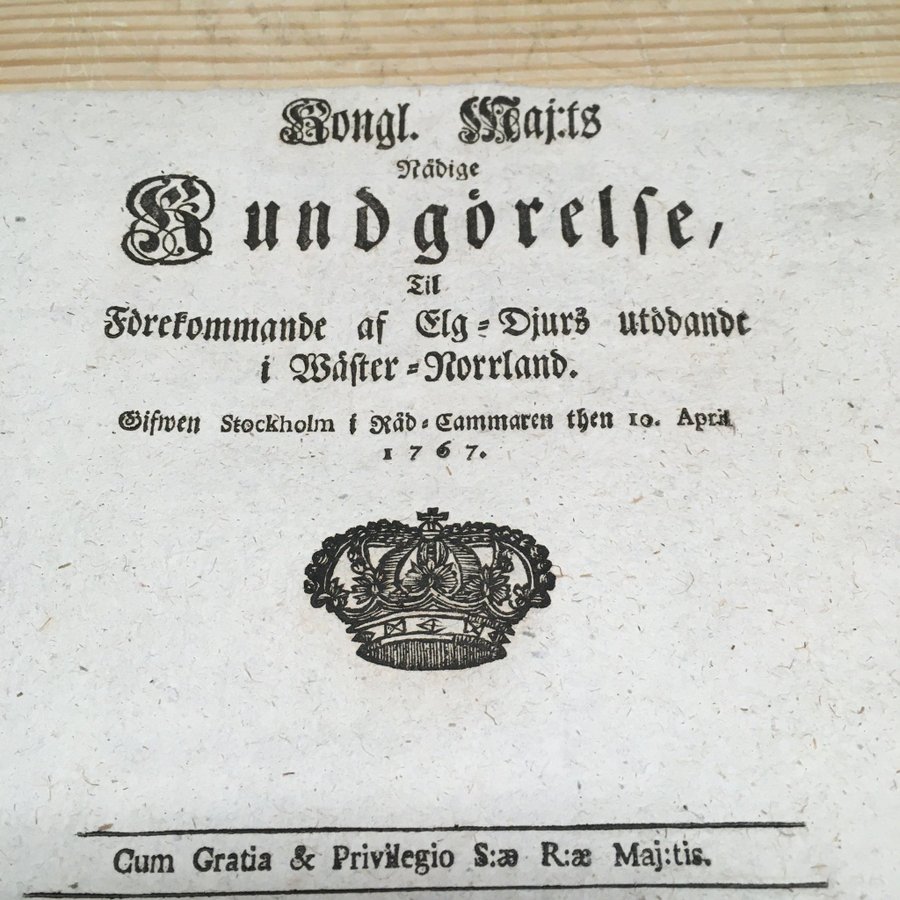 Kongl. Maj:ts
Nådige
Kundgörelse,
Til
Förekommande af Elg-Djurs utödande
i Wäster-Norrland.
Gifwen Stockholm i Råd-Cammaren then 10. April
1767.
Cum Gratia & Privilegio S:æ R:æ Maj:tis.